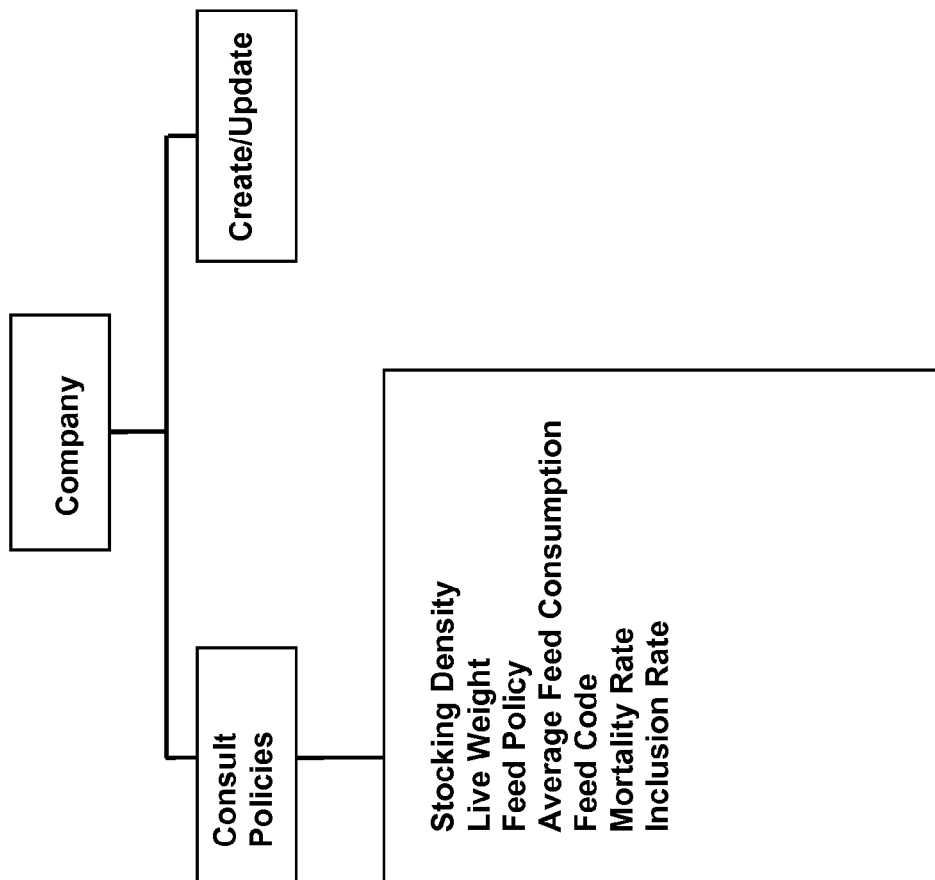 Company
Consult
Policies
Create/Update
Stocking Density
Live Weight
Feed Policy
Average Feed Consumption
Feed Code
Mortality Rate
Inclusion Rate